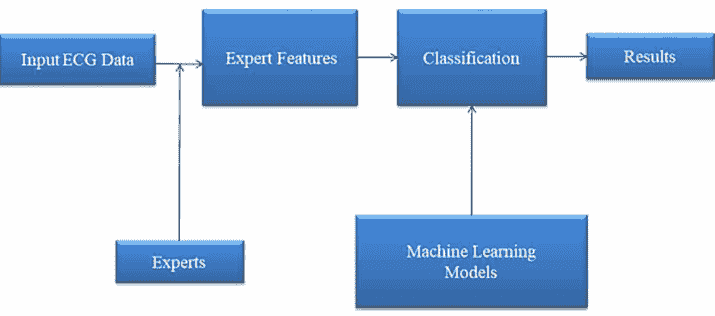 Input ECG Data
Expert Features
Classification
Results
Experts
Machine Learning
Models